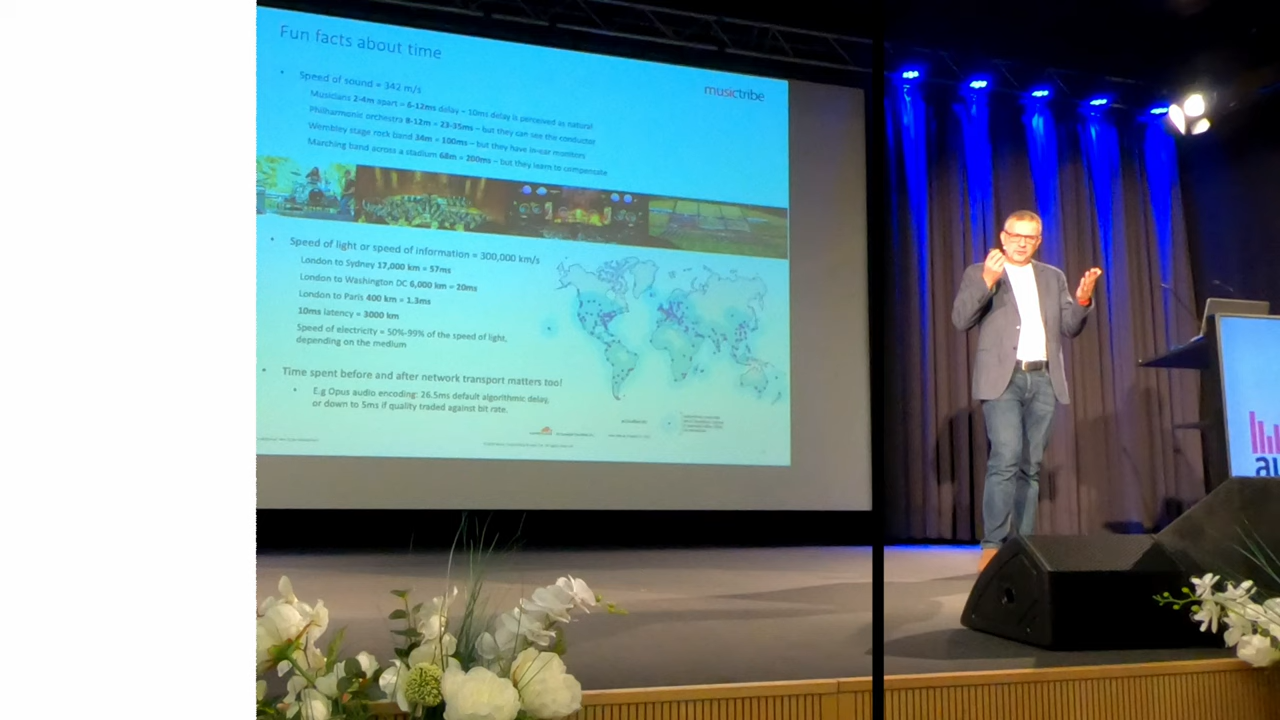 Fun facts about time
musictribe
• Speed of sound = 342 m/s
Musicians 2-4m apart = 6-12ms delay – 10ms delay is perceived as natural
Philharmonic orchestra 8-12m = 23-35ms – but they can see the conductor
Wembley stage rock band 34m = 100ms – but they have in-ear monitors
Marching band across a stadium 68m = 200ms – but they learn to compensate
• Speed of light or speed of information = 300,000 km/s
London to Sydney 17,000 km = 57ms
London to Washington DC 6,000 km = 20ms
London to Paris 400 km = 1.3ms
10ms latency = 3000 km
Speed of electricity = 50%-99% of the speed of light,
depending on the medium
• Time spent before and after network transport matters too!
• E.g Opus audio encoding: 26.5ms default algorithmic delay,
or down to 5ms if quality traded against bit rate.